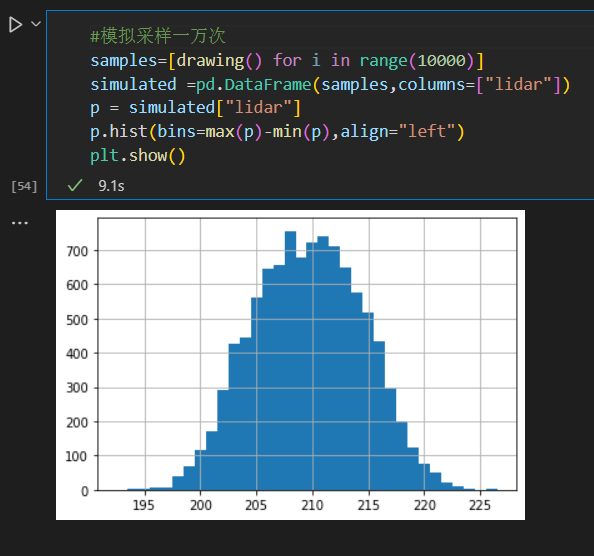 #模拟采样一万次
samples=[drawing() for i in range(10000)]
simulated =pd.DataFrame(samples,columns=["lidar"])
p = simulated["lidar"]
p.hist(bins=max(p)-min(p),align="left")
plt.show()
[54]
9.1s
...
700
600
500
400
300
200
100
0
195 200 205 210 215 220 225